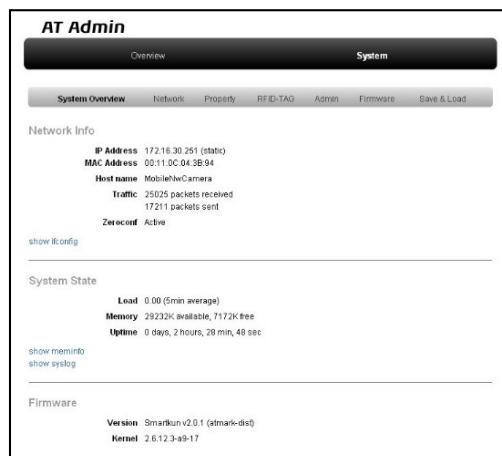 AT Admin
Overview System
System Overview Network Property RFID-TAG Admin Firmware Save & Load
Network Info
IP Address 172.16.30.251 (static)
MAC Address 00:11:0C:04:3B:94
Host name MobileNwCamera
Traffic 25025 packets received
17211 packets sent
Zeroconf Active
show ifconfig
System State
Load 0.00 (5min average)
Memory 29232K available, 7172K free
Uptime 0 days, 2 hours, 28 min, 48 sec
show meminfo
show syslog
Firmware
Version Smartkun v2.0.1 (atmark-dist)
Kernel 2.6.12.3-a9-17